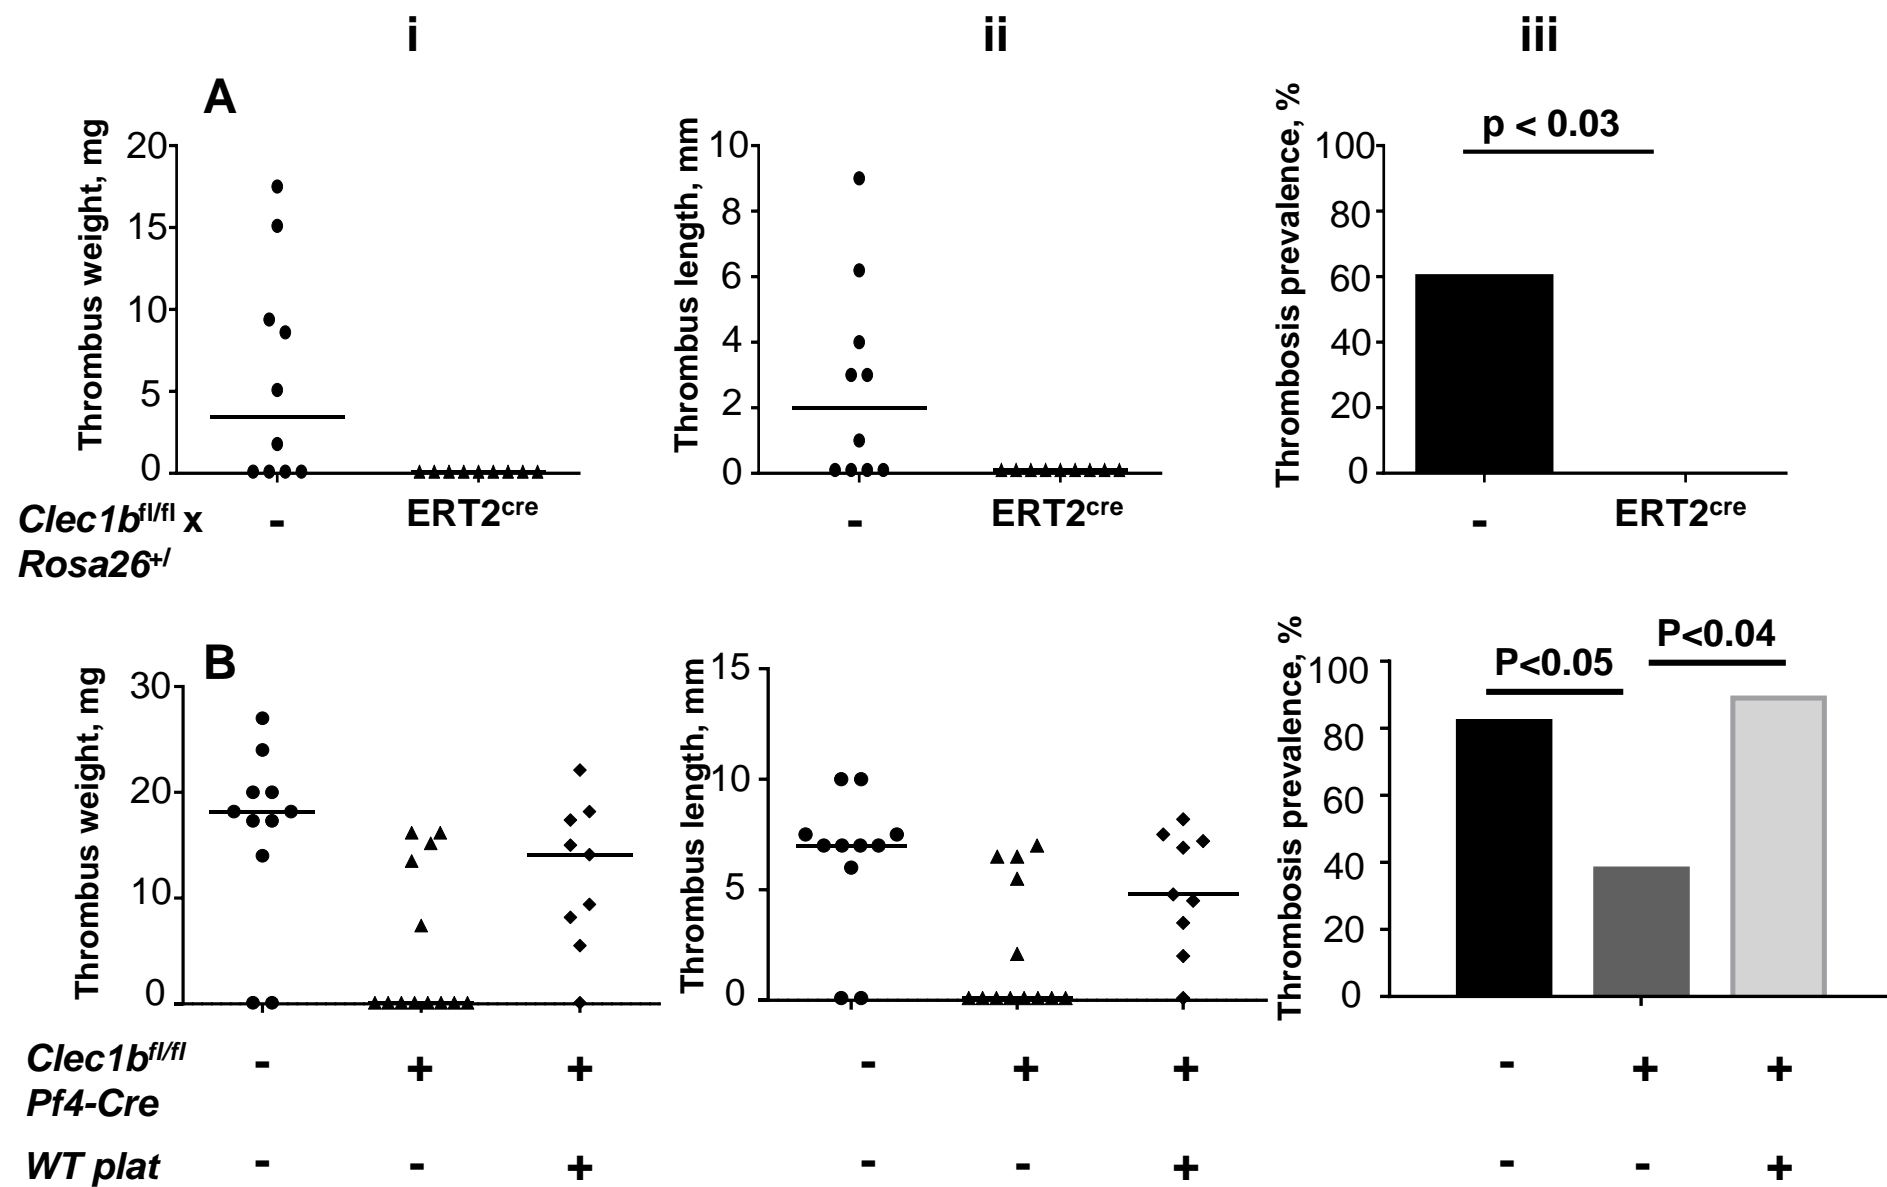 i ii iii
A
Thrombus weight, mg
20
15
10
5
0
Thrombus length, mm
10
8
6
4
2
0
Thrombosis prevalence, %
p < 0.03
100
80
60
40
20
0
Clec1bfl/fl x
Rosa26+/
- ERT2cre
- ERT2cre
- ERT2cre
B
Thrombus weight, mg
30
20
10
0
Thrombus length, mm
15
10
5
0
Thrombosis prevalence, %
P<0.05
P<0.04
100
80
60
40
20
0
Clec1bfl/fl - + + - + + - + +
Pf4-Cre
WT plat - - + - - + - - +